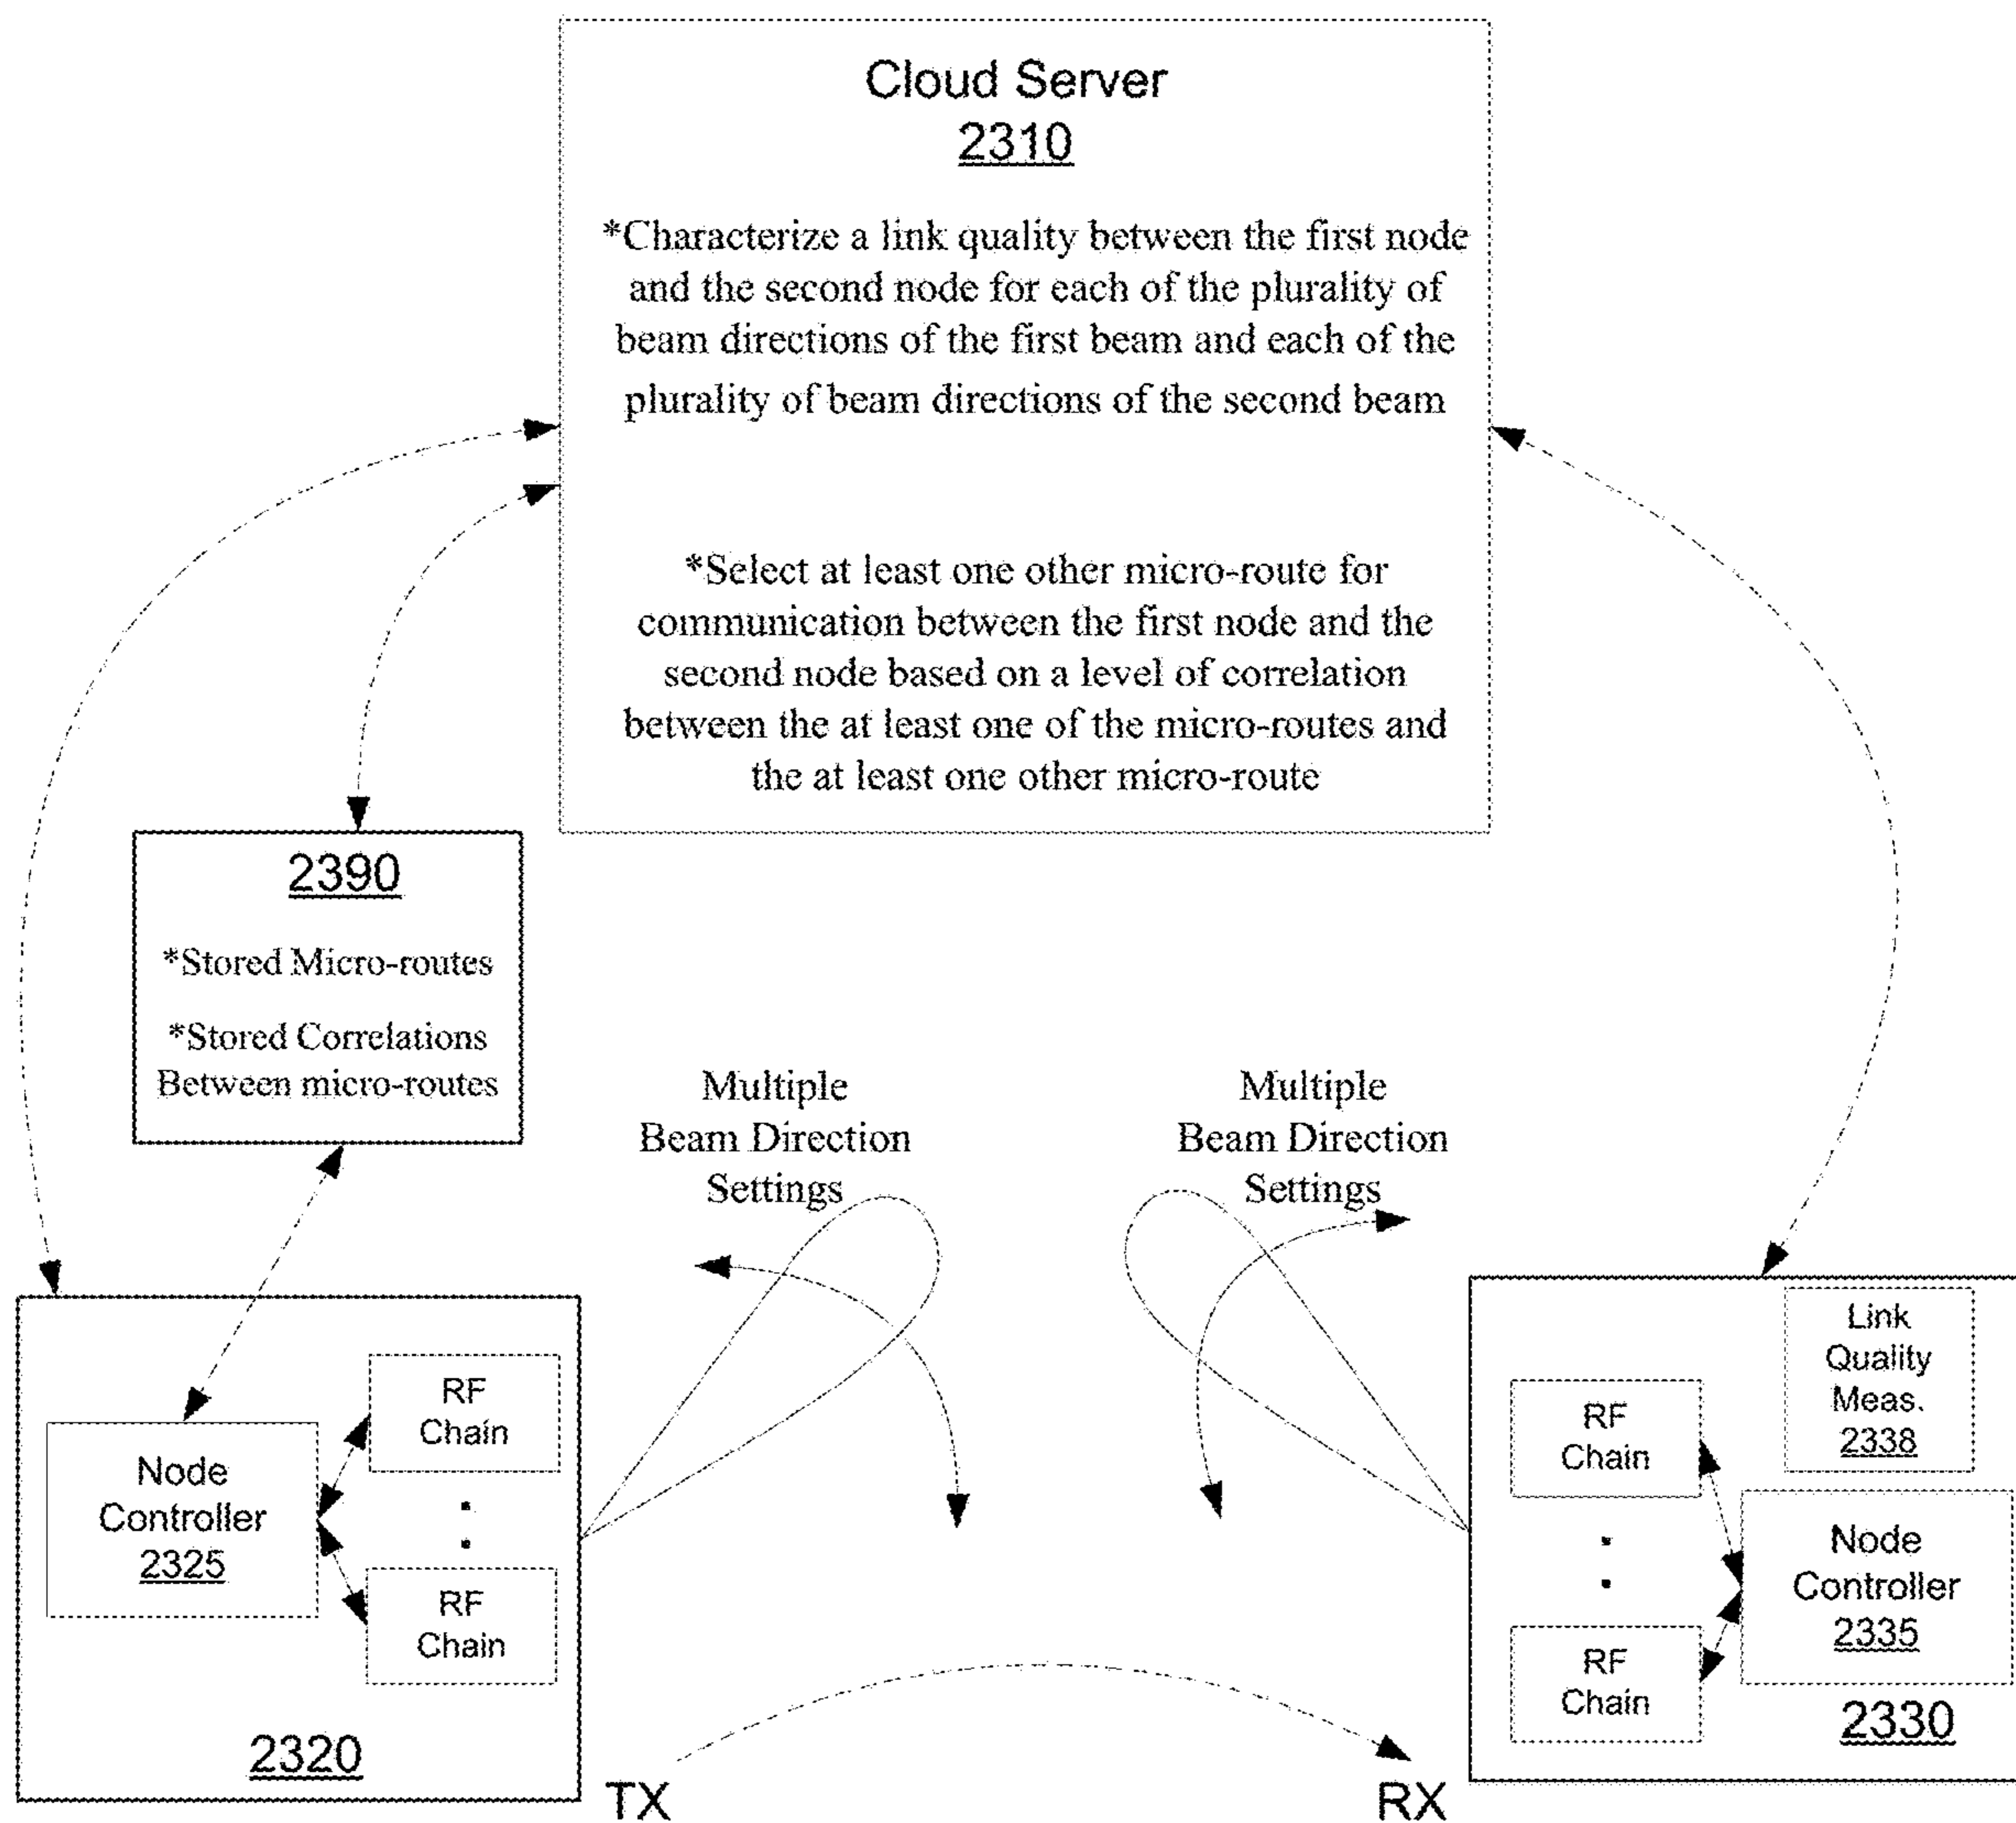 Cloud Server
2310
*Characterize a link quality between the first node
and the second node for each of the plurality of
beam directions of the first beam and each of the
plurality of beam directions of the second beam
*Select at least one other micro-route for
communication between the first node and the
second node based on a level of correlation
between the at least one of the micro-routes and
the at least one other micro-route
2390
*Stored Micro-routes
*Stored Correlations
Between micro-routes
Multiple
Beam Direction
Settings
Multiple
Beam Direction
Settings
Node
Controller
2325
RF
Chain
RF
Chain
2320
TX
RX
RF
Chain
RF
Chain
Link
Quality
Meas.
2338
Node
Controller
2335
2330